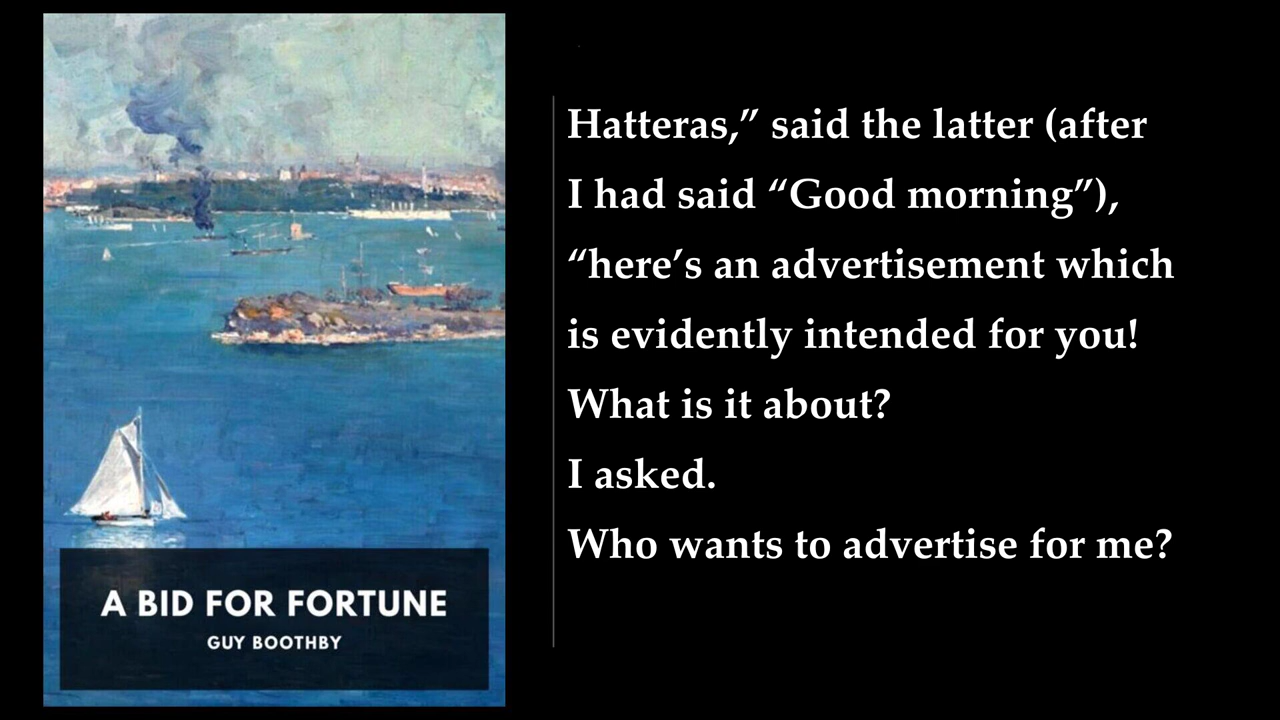 A BID FOR FORTUNE
GUY BOOTHBY
Hatteras,” said the latter (after
I had said “Good morning”),
“here’s an advertisement which
is evidently intended for you!
What is it about?
I asked.
Who wants to advertise for me?